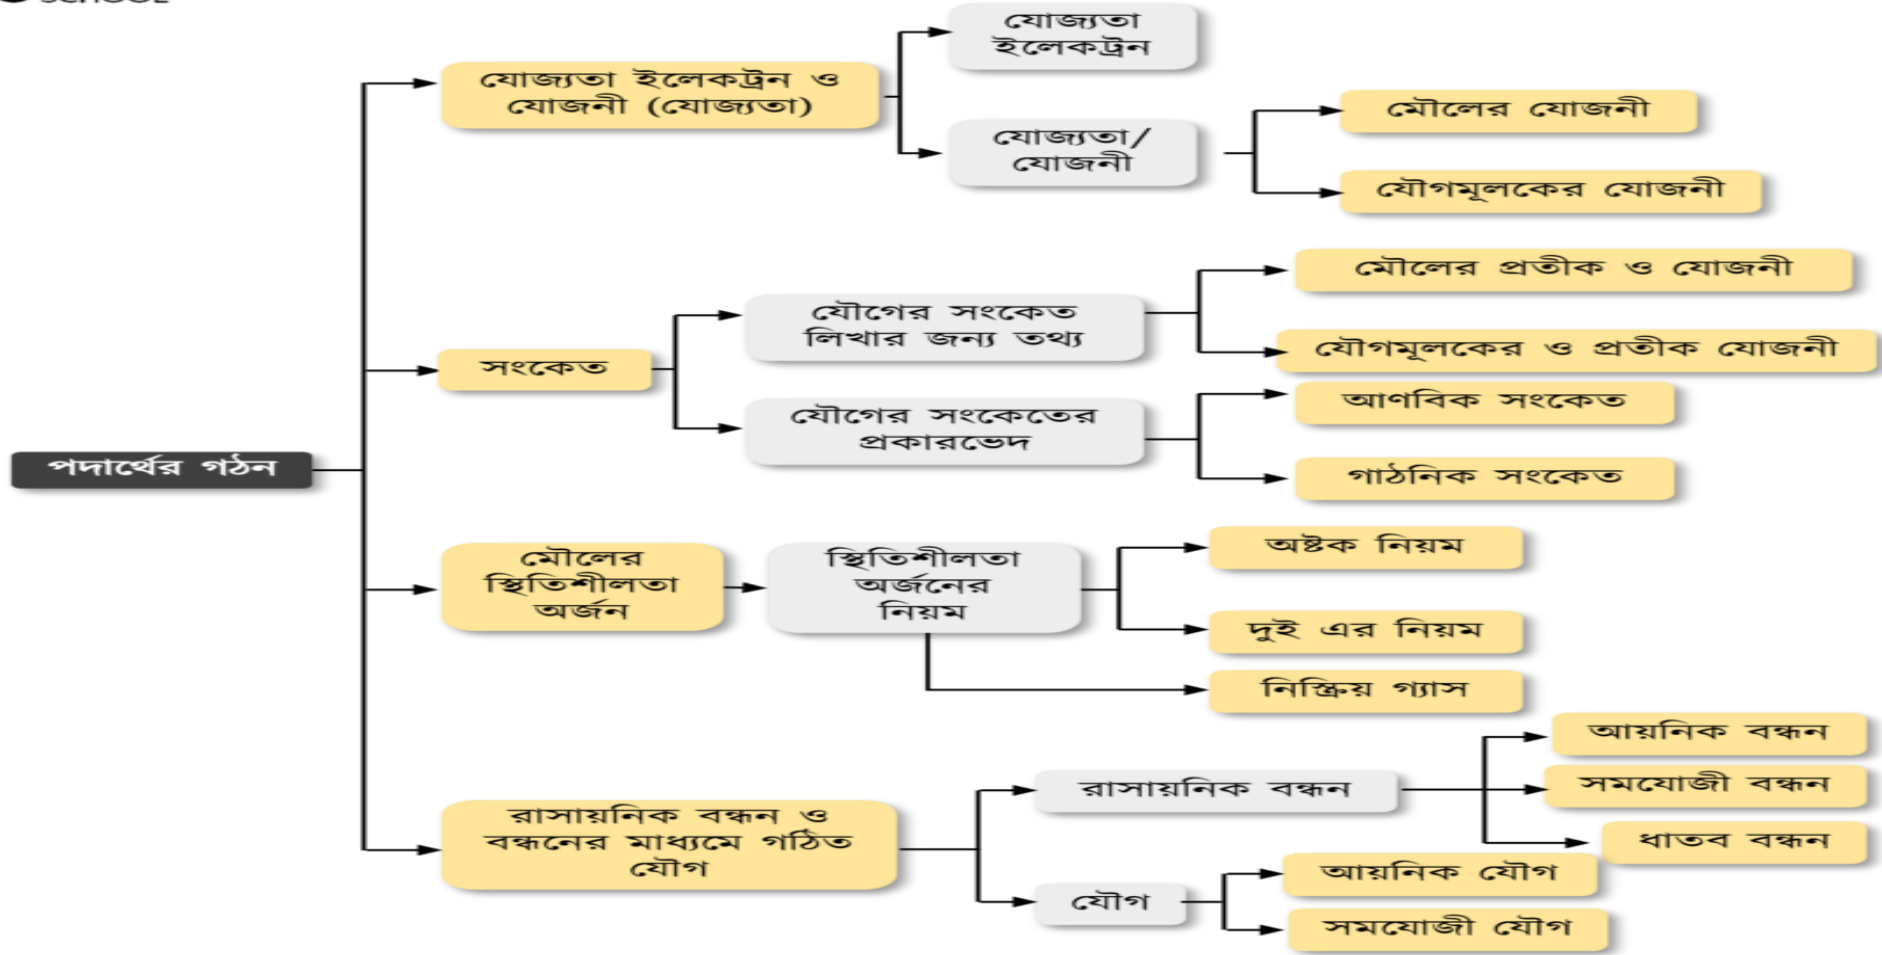 SCHOOL
যোজ্যতা
ইলেকট্রন
যোজ্যতা ইলেকট্রন ও
যোজনী (যোজ্যতা)
মৌলের যোজনী
যোজ্যতা/
যোজনী
যৌগমূলকের যোজনী
মৌলের প্রতীক ও যোজনী
যৌগের সংকেত
লিখার জন্য তথ্য
যৌগমূলকের ও প্রতীক যোজনী
সংকেত
আণবিক সংকেত
যৌগের সংকেতের
প্রকারভেদ
গাঠনিক সংকেত
পদার্থের গঠন
অষ্টক নিয়ম
মৌলের
স্থিতিশীলতা
অর্জন
স্থিতিশীলতা
অর্জনের
নিয়ম
দুই এর নিয়ম
নিস্ক্রিয় গ্যাস
আয়নিক বন্ধন
রাসায়নিক বন্ধন
সমযোজী বন্ধন
ধাতব বন্ধন
রাসায়নিক বন্ধন ও
বন্ধনের মাধ্যমে গঠিত
যৌগ
আয়নিক যৌগ
যৌগ
সমযোজী যৌগ